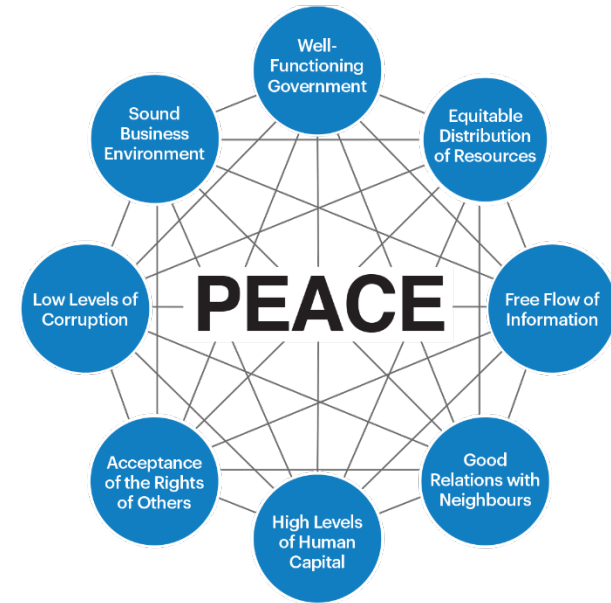 Well-
Functioning
Government
Sound
Business
Environment
Equitable
Distribution
of Resources
Low Levels of
Corruption
PEACE
Free Flow of
Information
Acceptance
of the Rights
of Others
Good
Relations with
Neighbours
High Levels
of Human
Capital